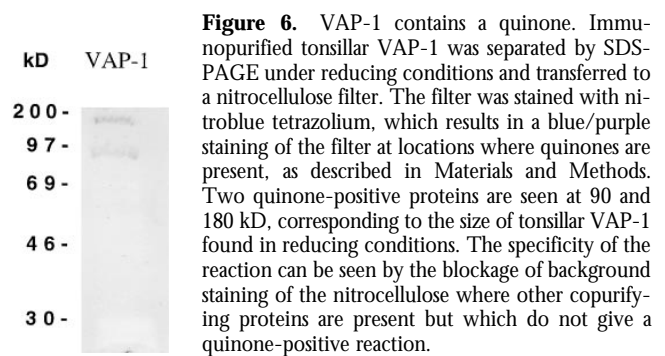 kD VAP-1
200-
97-
69-
46-
30-
Figure 6. VAP-1 contains a quinone. Immu-
nopurified tonsillar VAP-1 was separated by SDS-
PAGE under reducing conditions and transferred to
a nitrocellulose filter. The filter was stained with ni-
troblue tetrazolium, which results in a blue/purple
staining of the filter at locations where quinones are
present, as described in Materials and Methods.
Two quinone-positive proteins are seen at 90 and
180 kD, corresponding to the size of tonsillar VAP-1
found in reducing conditions. The specificity of the
reaction can be seen by the blockage of background
staining of the nitrocellulose where other copurify-
ing proteins are present but which do not give a
quinone-positive reaction.